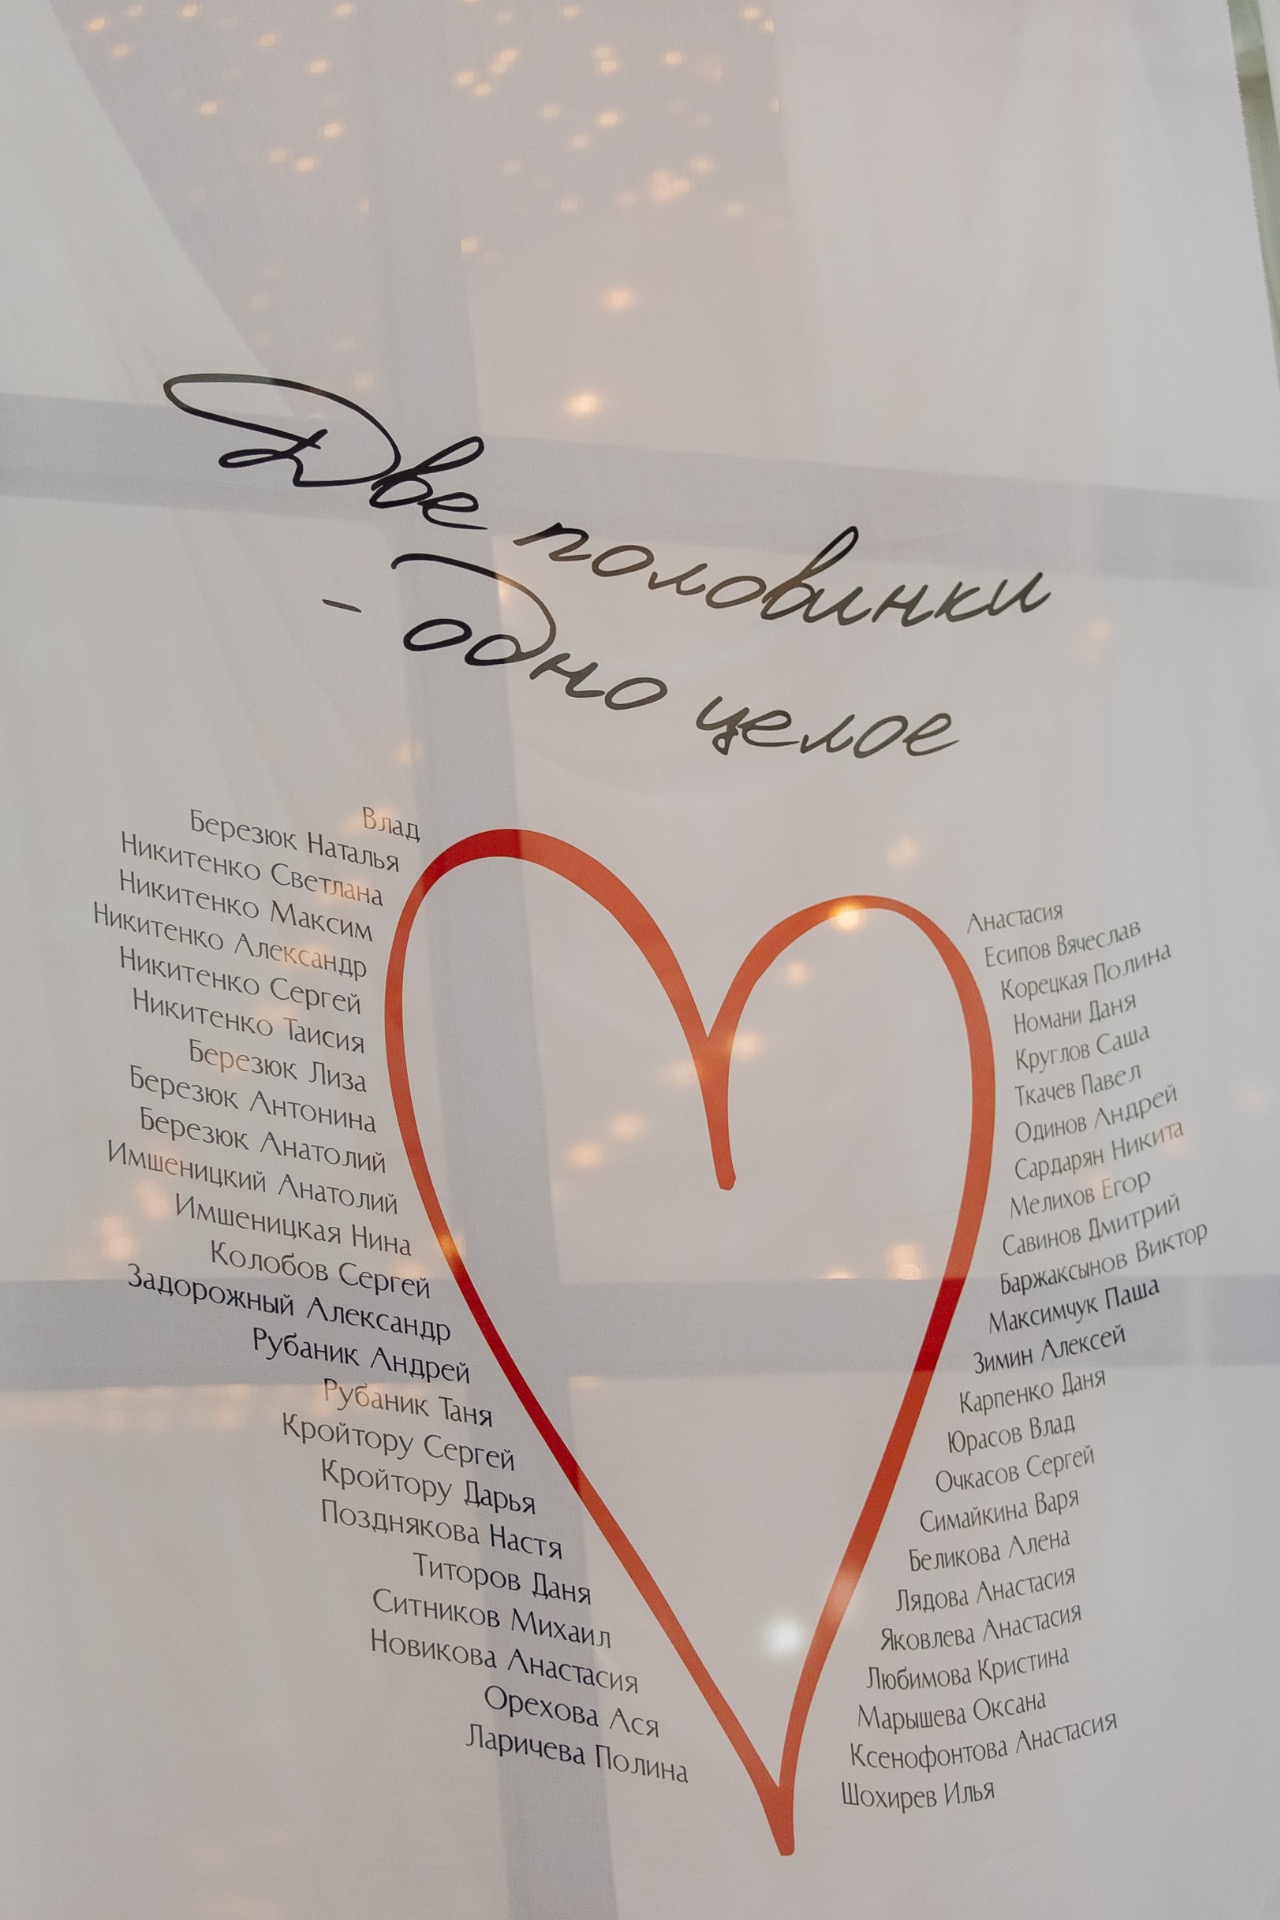 Две половинки
- одно целое
Влад
Березюк Наталья
Никитенко Светлана
Никитенко Максим
Никитенко Александр
Никитенко Сергей
Никитенко Таисия
Березюк Лиза
Березюк Антонина
Березюк Анатолий
Имшеницкий Анатолий
Имшеницкая Нина
Колобов Сергей
Задорожный Александр
Рубаник Андрей
Рубаник Таня
Кройтору Сергей
Кройтору Дарья
Позднякова Настя
Титоров Даня
Ситников Михаил
Новикова Анастасия
Орехова Ася
Ларичева Полина
Анастасия
Есипов Вячеслав
Корецкая Полина
Номани Даня
Круглов Саша
Ткачев Павел
Одинов Андрей
Сардарян Никита
Мелихов Егор
Савинов Дмитрий
Баржаксынов Виктор
Максимчук Паша
Зимин Алексей
Карпенко Даня
Юрасов Влад
Очкасов Сергей
Симайкина Варя
Беликова Алена
Лядова Анастасия
Яковлева Анастасия
Любимова Кристина
Марышева Оксана
Ксенофонтова Анастасия
Шохирев Илья